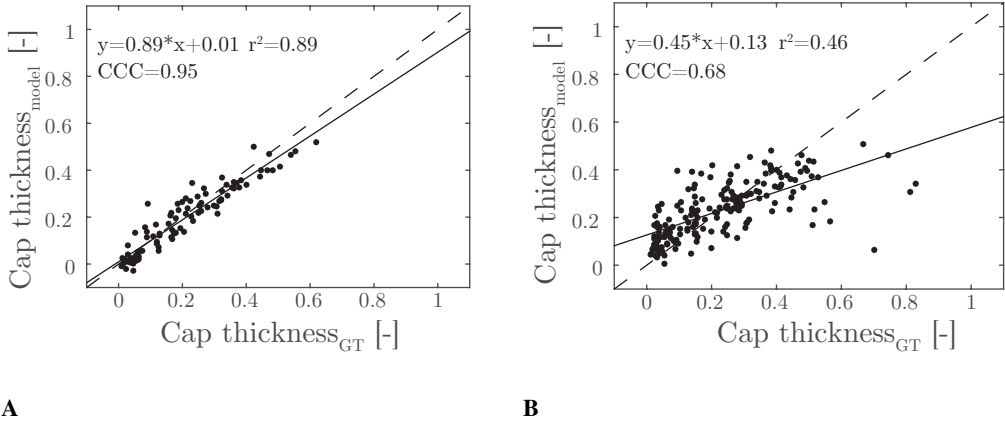 y=0.89*x+0.01 r²=0.89
CCC=0.95
1
0.8
0.6
0.4
0.2
0
0 0.2 0.4 0.6 0.8 1
Cap thickness_model [-]
Cap thickness_GT [-]
A
y=0.45*x+0.13 r²=0.46
CCC=0.68
1
0.8
0.6
0.4
0.2
0
0 0.2 0.4 0.6 0.8 1
Cap thickness_model [-]
Cap thickness_GT [-]
B